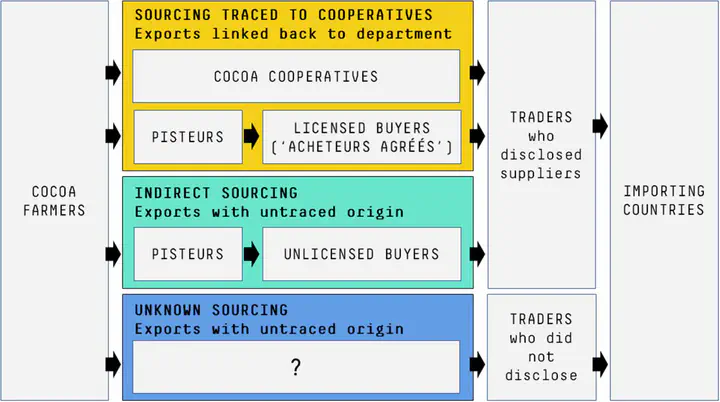 COCOA
FARMERS
SOURCING TRACED TO COOPERATIVES
Exports linked back to department
COCOA COOPERATIVES
PISTEURS
LICENSED BUYERS
(‘ACHETEURS AGRÉÉS’)
INDIRECT SOURCING
Exports with untraced origin
PISTEURS
UNLICENSED BUYERS
UNKNOWN SOURCING
Exports with untraced origin
?
TRADERS
who
disclosed
suppliers
TRADERS
who did
not
disclose
IMPORTING
COUNTRIES